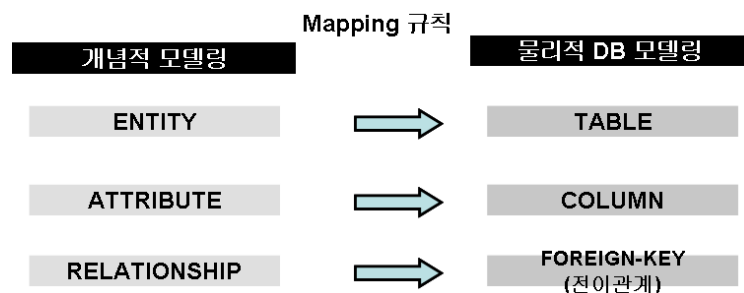 Mapping 규칙
개념적 모델링
물리적 DB 모델링
ENTITY
TABLE
ATTRIBUTE
COLUMN
RELATIONSHIP
FOREIGN-KEY
(전이관계)